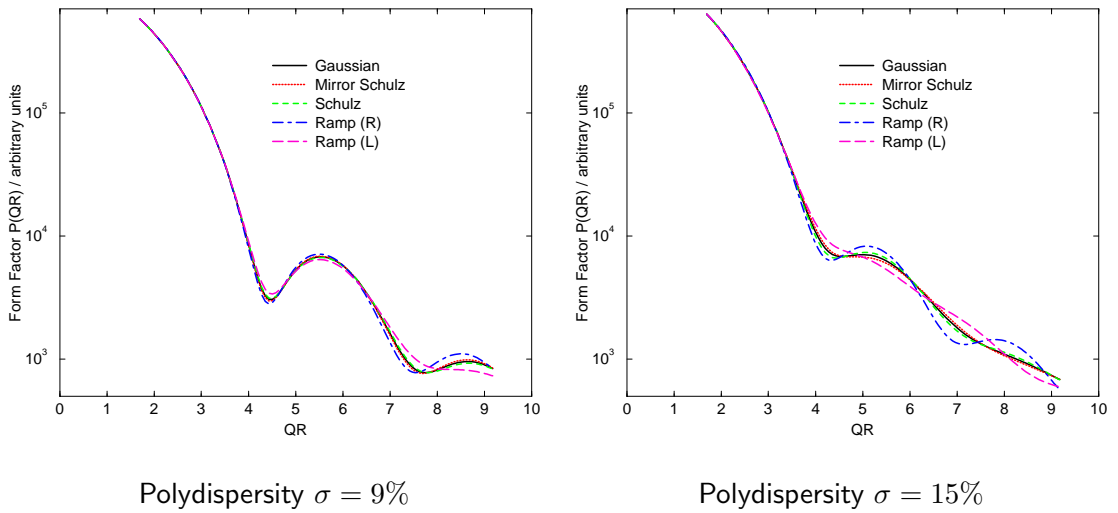 Form Factor P(QR) / arbitrary units
10^5
10^4
10^3
Gaussian
Mirror Schulz
Schulz
Ramp (R)
Ramp (L)
0 1 2 3 4 5 6 7 8 9 10
QR
Polydispersity σ = 9%
Form Factor P(QR) / arbitrary units
10^5
10^4
10^3
Gaussian
Mirror Schulz
Schulz
Ramp (R)
Ramp (L)
0 1 2 3 4 5 6 7 8 9 10
QR
Polydispersity σ = 15%